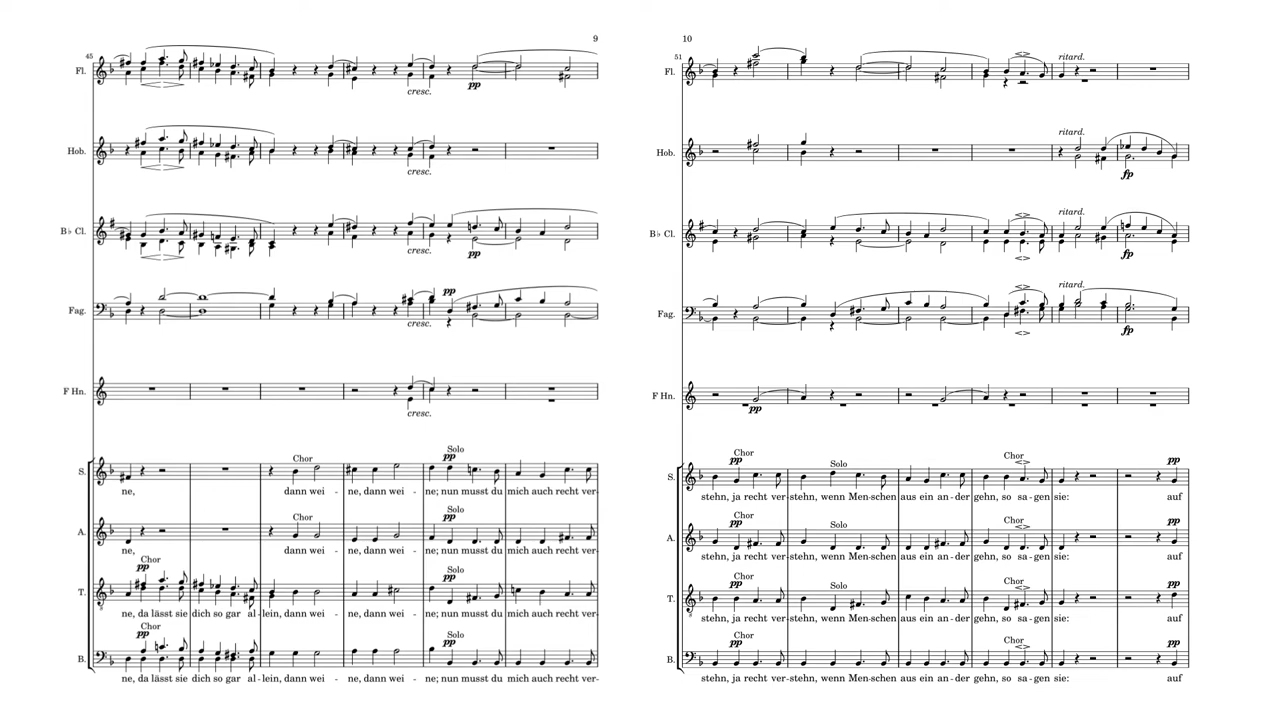 9
45
Fl.
cresc.
pp
Hob.
cresc.
B♭ Cl.
cresc.
pp
pp
Fag.
cresc.
F Hn.
cresc.
Solo
pp
Chor
S.
ne, dann wei - ne, dann wei - ne; nun musst du mich auch recht ver-
Solo
pp
Chor
A.
ne, dann wei - ne, dann wei - ne; nun musst du mich auch recht ver-
Chor
pp
Solo
pp
T.
ne, da lässt sie dich so gar al - lein, dann wei - ne, dann wei - ne; nun musst du mich auch recht ver-
Chor
pp
Solo
pp
B.
ne, da lässt sie dich so gar al - lein, dann wei - ne, dann wei - ne; nun musst du mich auch recht ver-
10
51
ritard.
Fl.
ritard.
Hob.
fp
ritard.
B♭ Cl.
fp
ritard.
Fag.
fp
F Hn.
pp
Chor
pp
Solo
Chor
pp
S.
stehn, ja recht ver-stehn, wenn Men-schen aus ein an-der gehn, so sa-gen sie: auf
Chor
pp
Solo
Chor
pp
A.
stehn, ja recht ver-stehn, wenn Men-schen aus ein an-der gehn, so sa-gen sie: auf
Chor
pp
Solo
Chor
pp
T.
stehn, ja recht ver-stehn, wenn Men-schen aus ein an-der gehn, so sa-gen sie: auf
Chor
pp
Chor
pp
B.
stehn, ja recht ver-stehn, wenn Men-schen aus ein an-der gehn, so sa-gen sie: auf